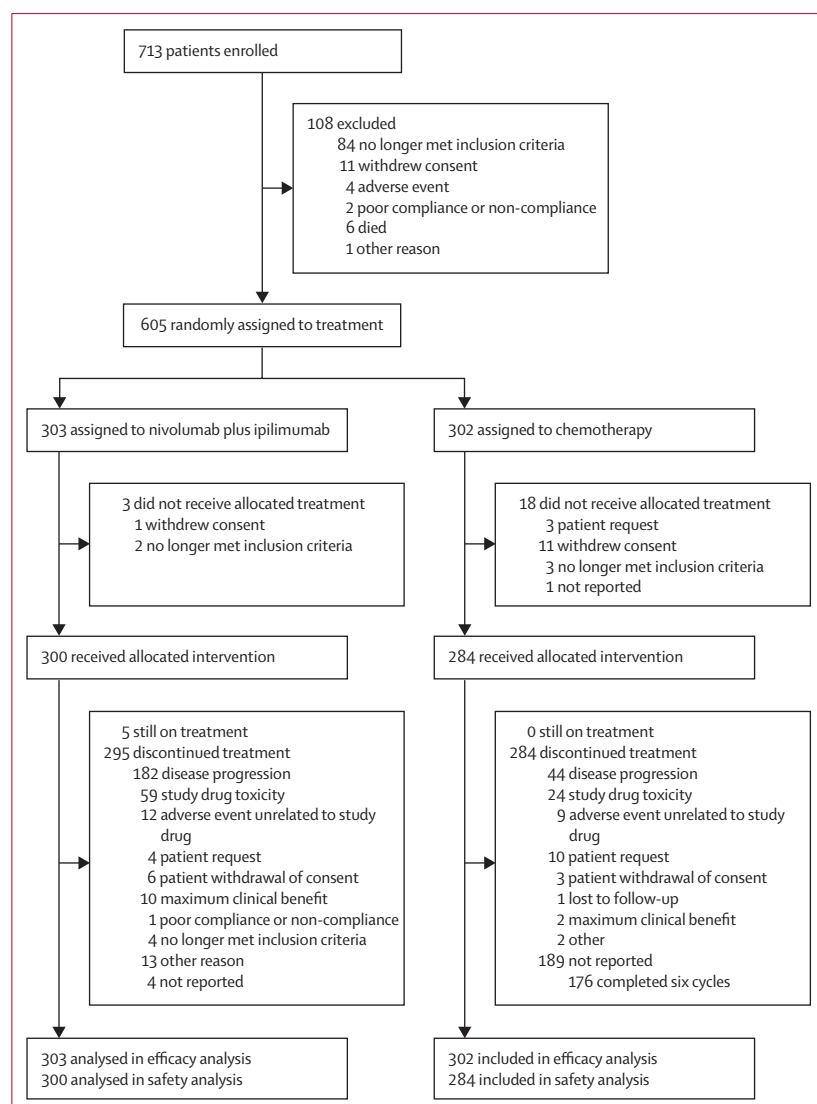 713 patients enrolled
108 excluded
84 no longer met inclusion criteria
11 withdrew consent
4 adverse event
2 poor compliance or non-compliance
6 died
1 other reason
605 randomly assigned to treatment
303 assigned to nivolumab plus ipilimumab
302 assigned to chemotherapy
3 did not receive allocated treatment
1 withdrew consent
2 no longer met inclusion criteria
18 did not receive allocated treatment
3 patient request
11 withdrew consent
3 no longer met inclusion criteria
1 not reported
300 received allocated intervention
284 received allocated intervention
5 still on treatment
295 discontinued treatment
182 disease progression
59 study drug toxicity
12 adverse event unrelated to study
drug
4 patient request
6 patient withdrawal of consent
10 maximum clinical benefit
1 poor compliance or non-compliance
4 no longer met inclusion criteria
13 other reason
4 not reported
0 still on treatment
284 discontinued treatment
44 disease progression
24 study drug toxicity
9 adverse event unrelated to study
drug
10 patient request
3 patient withdrawal of consent
1 lost to follow-up
2 maximum clinical benefit
2 other
189 not reported
176 completed six cycles
303 analysed in efficacy analysis
300 analysed in safety analysis
302 included in efficacy analysis
284 included in safety analysis